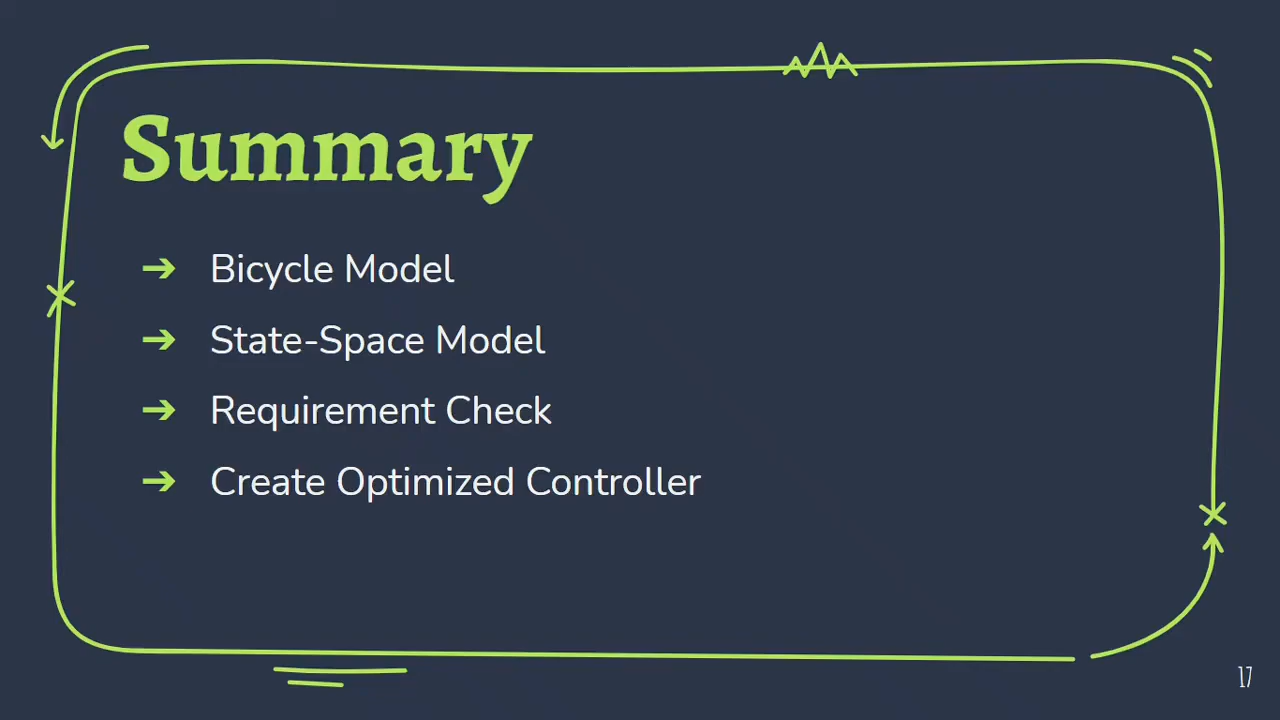 Summary
➔ Bicycle Model
➔ State-Space Model
➔ Requirement Check
➔ Create Optimized Controller
17